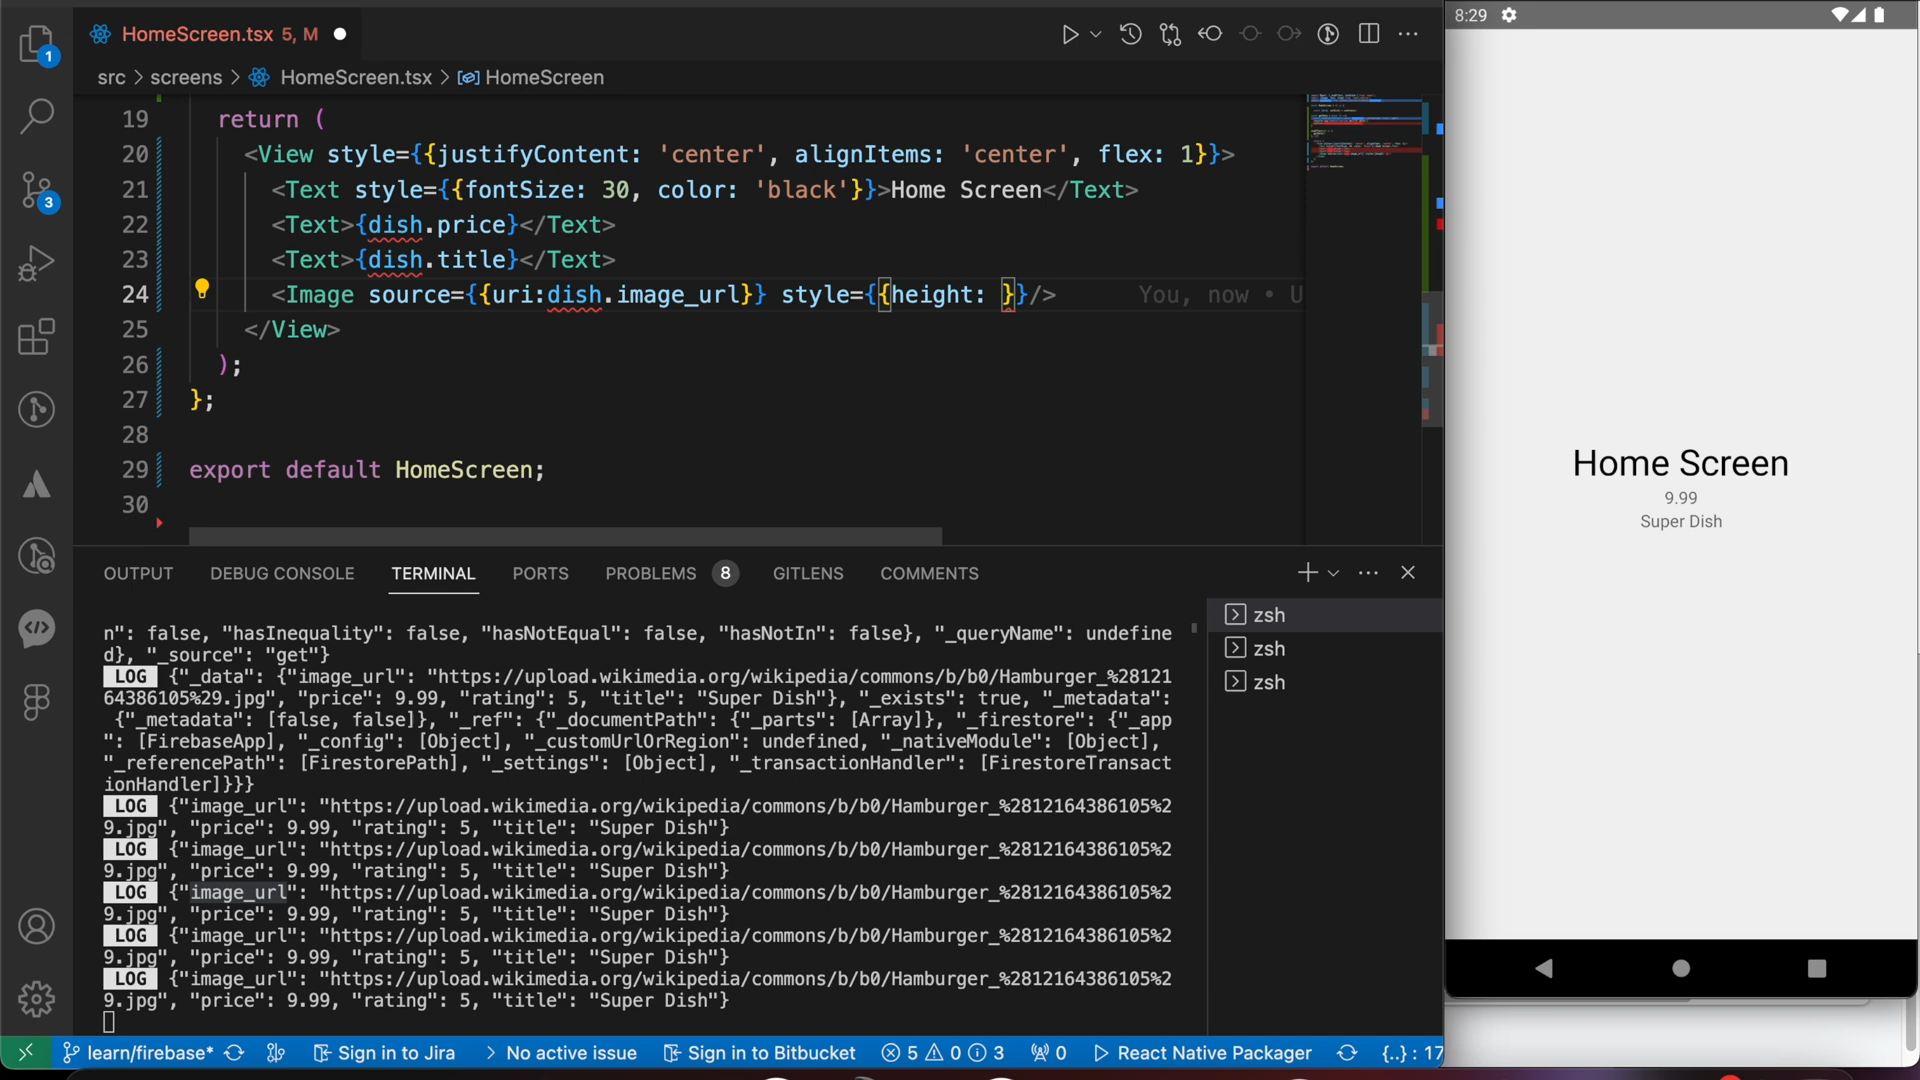 HomeScreen.tsx 5, M
1
src > screens > HomeScreen.tsx > HomeScreen
19 return (
20 <View style={{justifyContent: 'center', alignItems: 'center', flex: 1}}>
21 <Text style={{fontSize: 30, color: 'black'}}>Home Screen</Text>
22 <Text>{dish.price}</Text>
23 <Text>{dish.title}</Text>
24 <Image source={{uri:dish.image_url}} style={{height: }}/> You, now • U
25 </View>
26 );
27 };
28
29 export default HomeScreen;
30
3
OUTPUT DEBUG CONSOLE TERMINAL PORTS PROBLEMS 8 GITLENS COMMENTS
n": false, "hasInequality": false, "hasNotEqual": false, "hasNotIn": false}, "_queryName": undefine
d}, "_source": "get"}
LOG {"_data": {"image_url": "https://upload.wikimedia.org/wikipedia/commons/b/b0/Hamburger_%28121
64386105%29.jpg", "price": 9.99, "rating": 5, "title": "Super Dish"}, "_exists": true, "_metadata":
{"_metadata": [false, false]}, "_ref": {"_documentPath": {"_parts": [Array]}, "_firestore": {"_app
": [FirebaseApp], "_config": [Object], "_customUrlOrRegion": undefined, "_nativeModule": [Object],
"_referencePath": [FirestorePath], "_settings": [Object], "_transactionHandler": [FirestoreTransact
ionHandler]}}}
LOG {"image_url": "https://upload.wikimedia.org/wikipedia/commons/b/b0/Hamburger_%2812164386105%2
9.jpg", "price": 9.99, "rating": 5, "title": "Super Dish"}
LOG {"image_url": "https://upload.wikimedia.org/wikipedia/commons/b/b0/Hamburger_%2812164386105%2
9.jpg", "price": 9.99, "rating": 5, "title": "Super Dish"}
LOG {"image_url": "https://upload.wikimedia.org/wikipedia/commons/b/b0/Hamburger_%2812164386105%2
9.jpg", "price": 9.99, "rating": 5, "title": "Super Dish"}
LOG {"image_url": "https://upload.wikimedia.org/wikipedia/commons/b/b0/Hamburger_%2812164386105%2
9.jpg", "price": 9.99, "rating": 5, "title": "Super Dish"}
LOG {"image_url": "https://upload.wikimedia.org/wikipedia/commons/b/b0/Hamburger_%2812164386105%2
9.jpg", "price": 9.99, "rating": 5, "title": "Super Dish"}
zsh
zsh
zsh
learn/firebase* Sign in to Jira No active issue Sign in to Bitbucket 5 0 3 0 React Native Packager {..} : 17
8:29
Home Screen
9.99
Super Dish